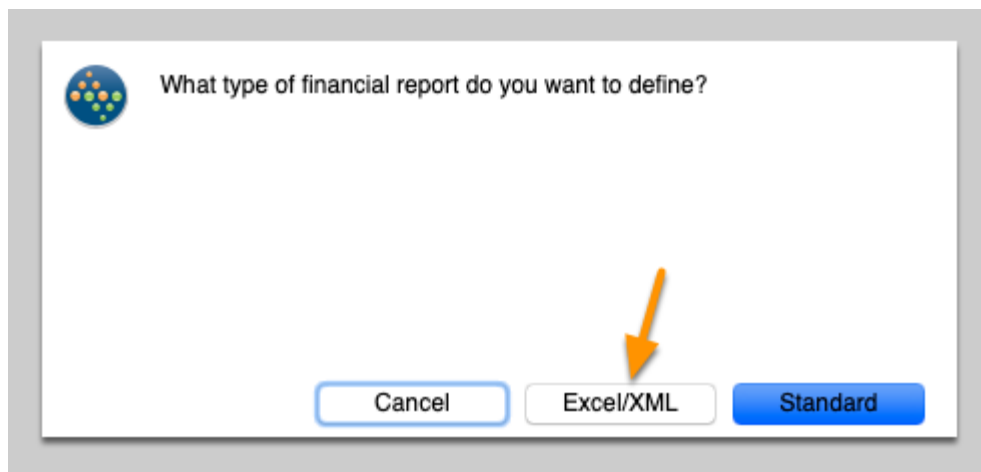 What type of financial report do you want to define?
Cancel
Excel/XML
Standard